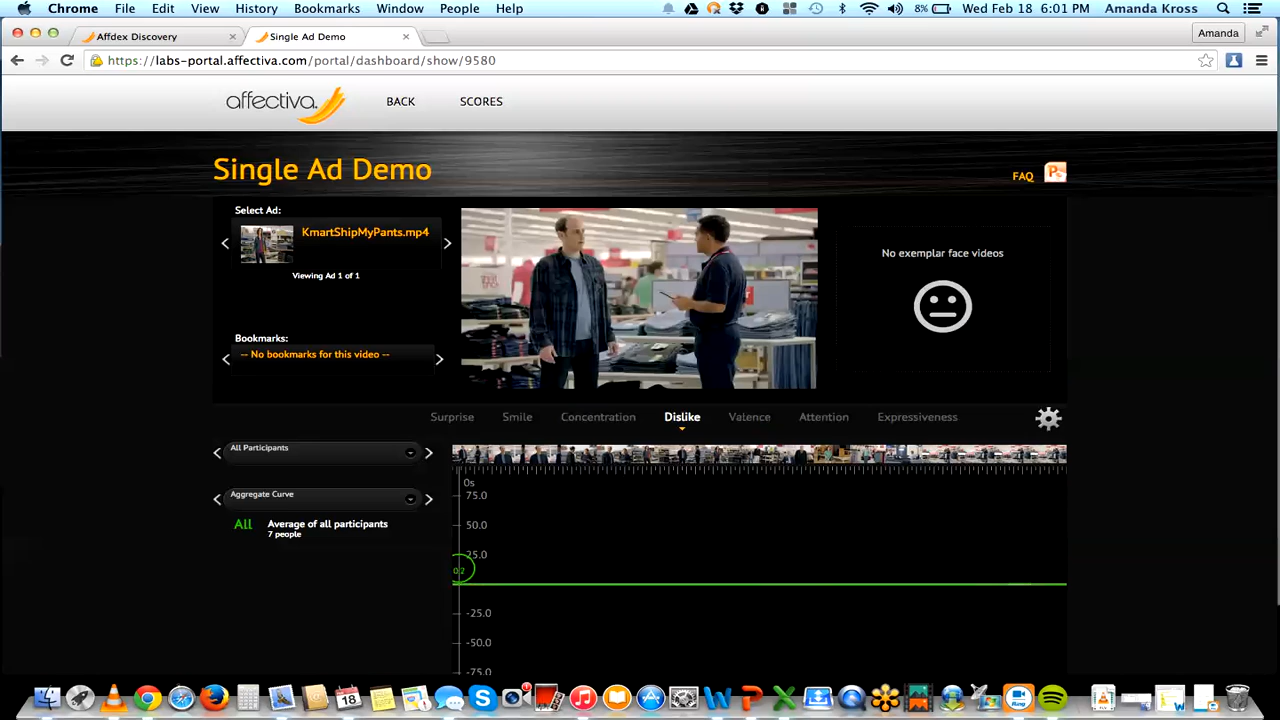 Chrome File Edit View History Bookmarks Window People Help 8% Wed Feb 18 6:01 PM Amanda Kross
Affdex Discovery Single Ad Demo Amanda
https://labs-portal.affectiva.com/portal/dashboard/show/9580
affectiva. BACK SCORES
Single Ad Demo
FAQ
Select Ad:
KmartShipMyPants.mp4
Viewing Ad 1 of 1
No exemplar face videos
Bookmarks:
-- No bookmarks for this video --
Surprise Smile Concentration Dislike Valence Attention Expressiveness
All Participants
Aggregate Curve
All Average of all participants
7 people
0s
75.0
50.0
25.0
0.2
-25.0
-50.0
-75.0